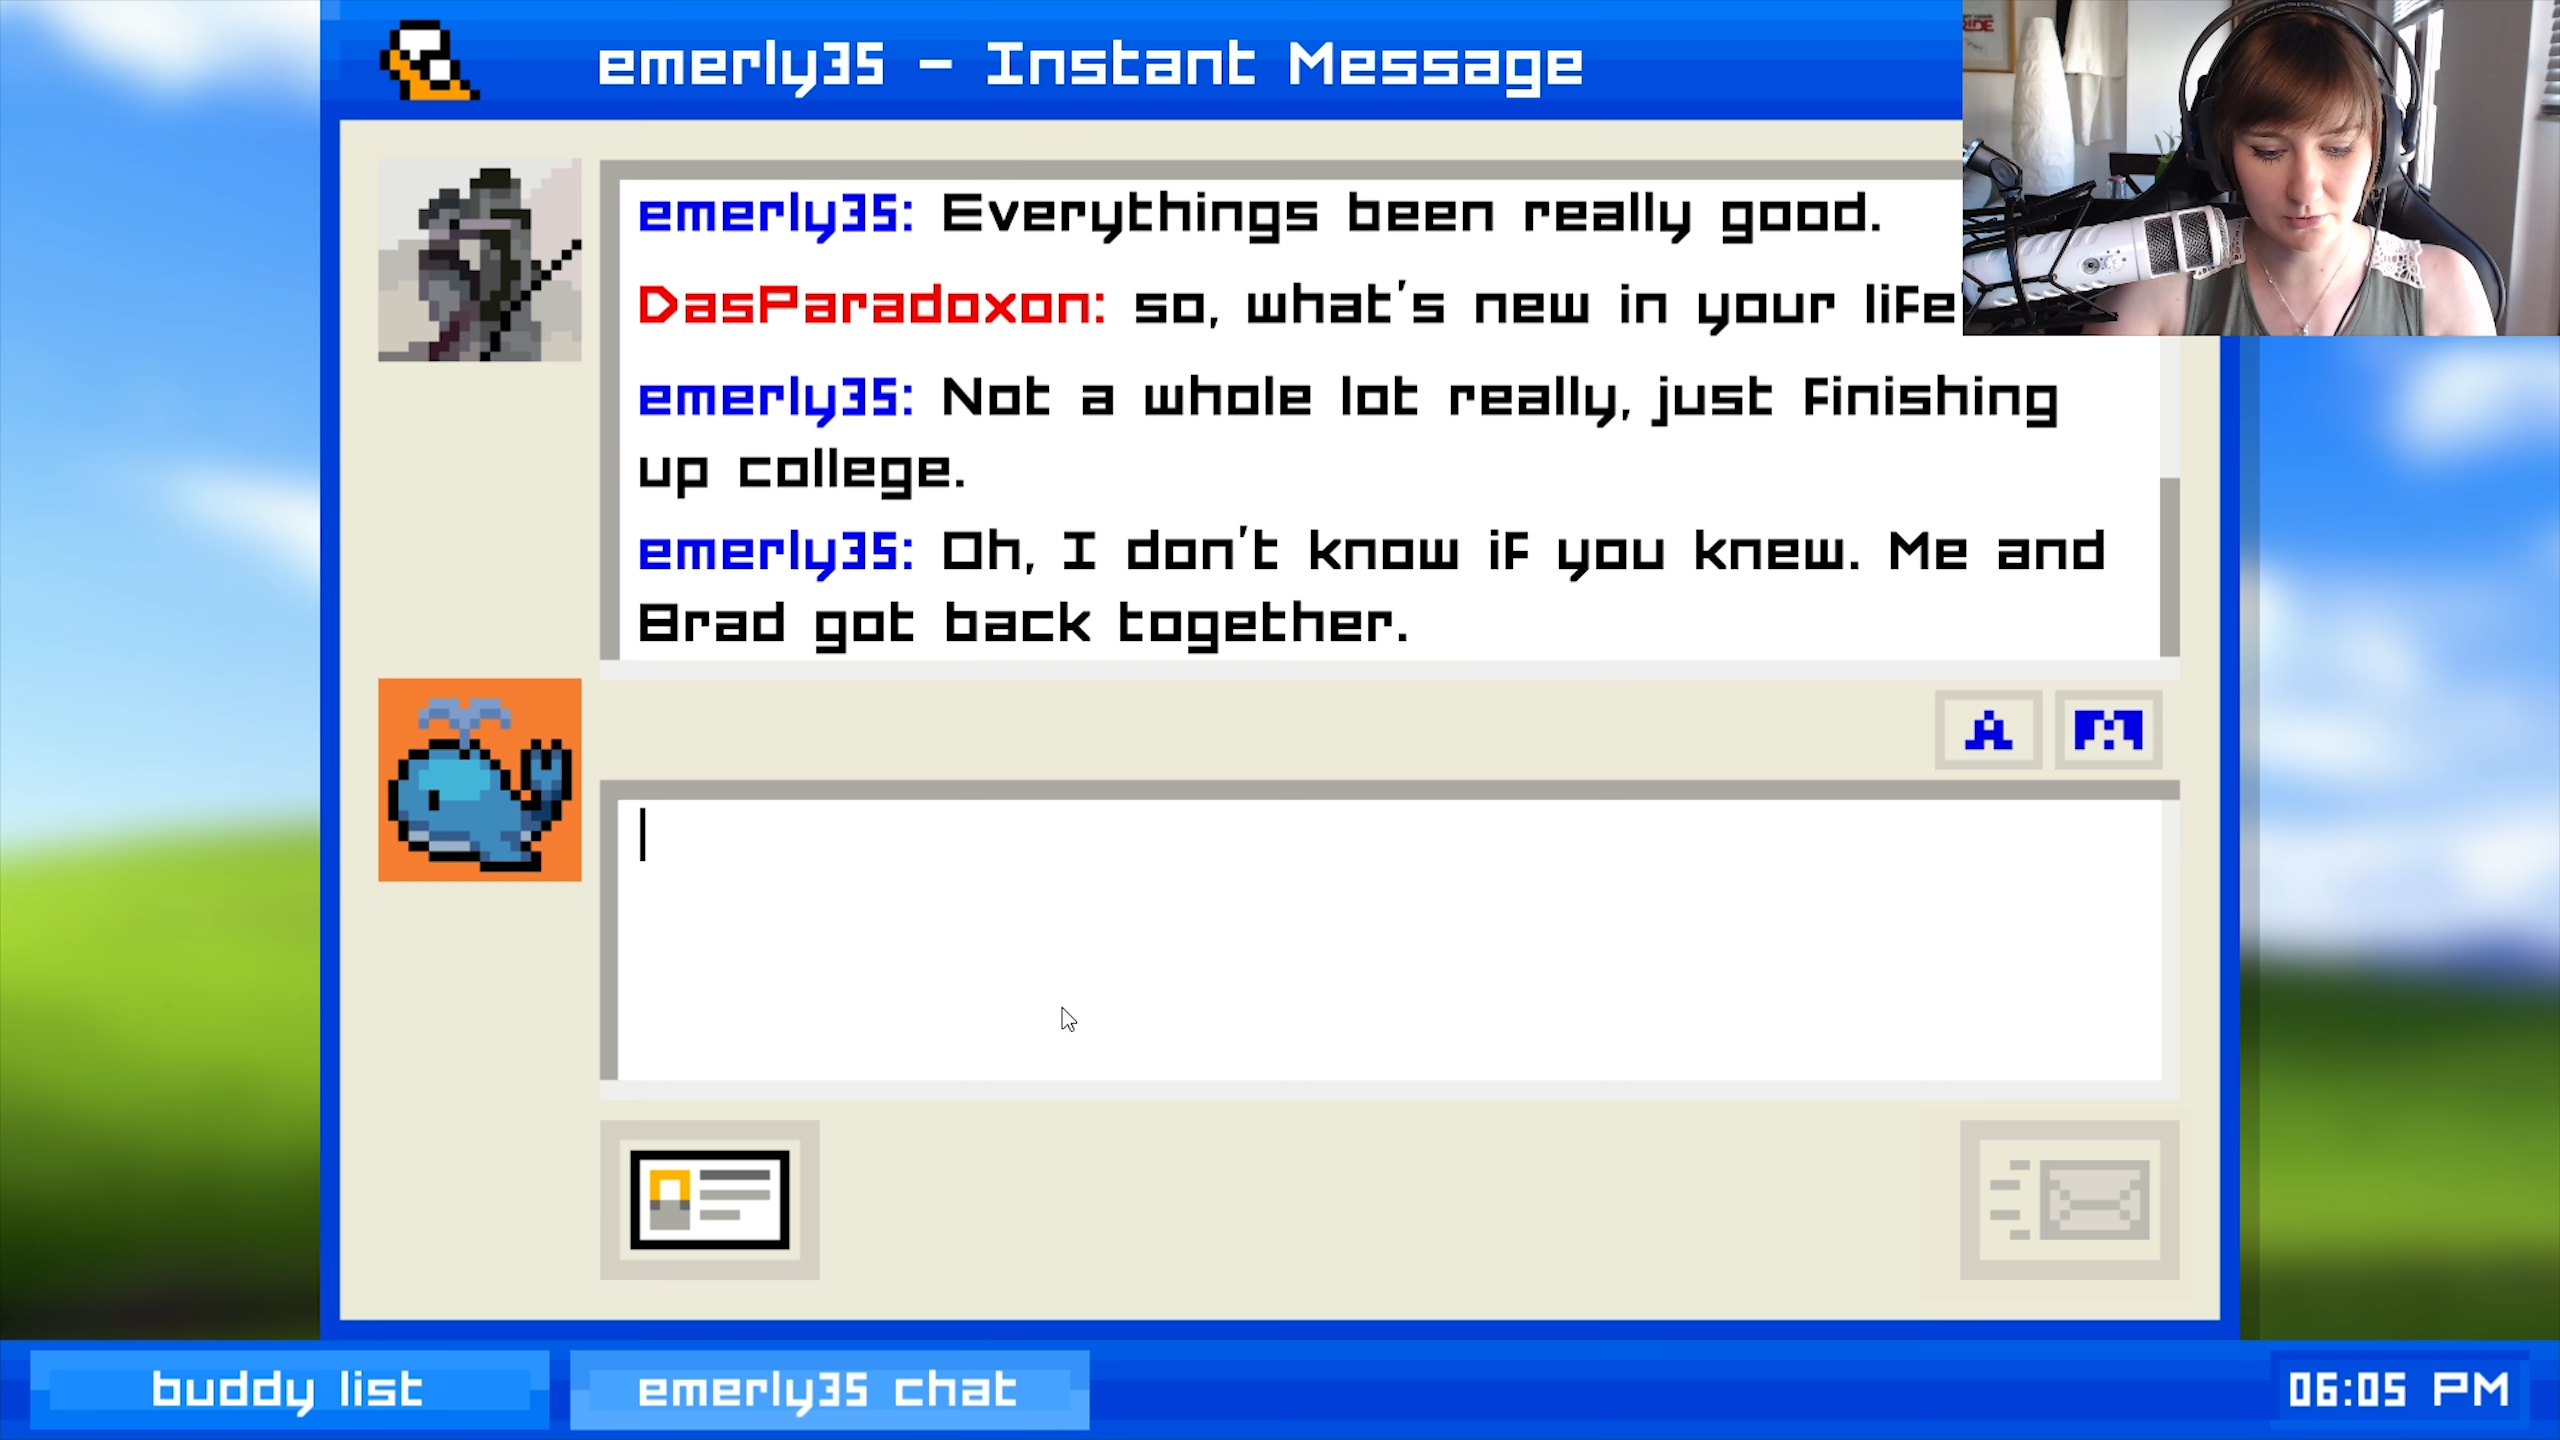 emerly35 - Instant Message
emerly35: Everythings been really good.
DasParadoxon: so, what's new in your life
emerly35: Not a whole lot really, just finishing
up college.
emerly35: Oh, I don't know if you knew. Me and
Brad got back together.
A
buddy list
emerly35 chat
06:05 PM